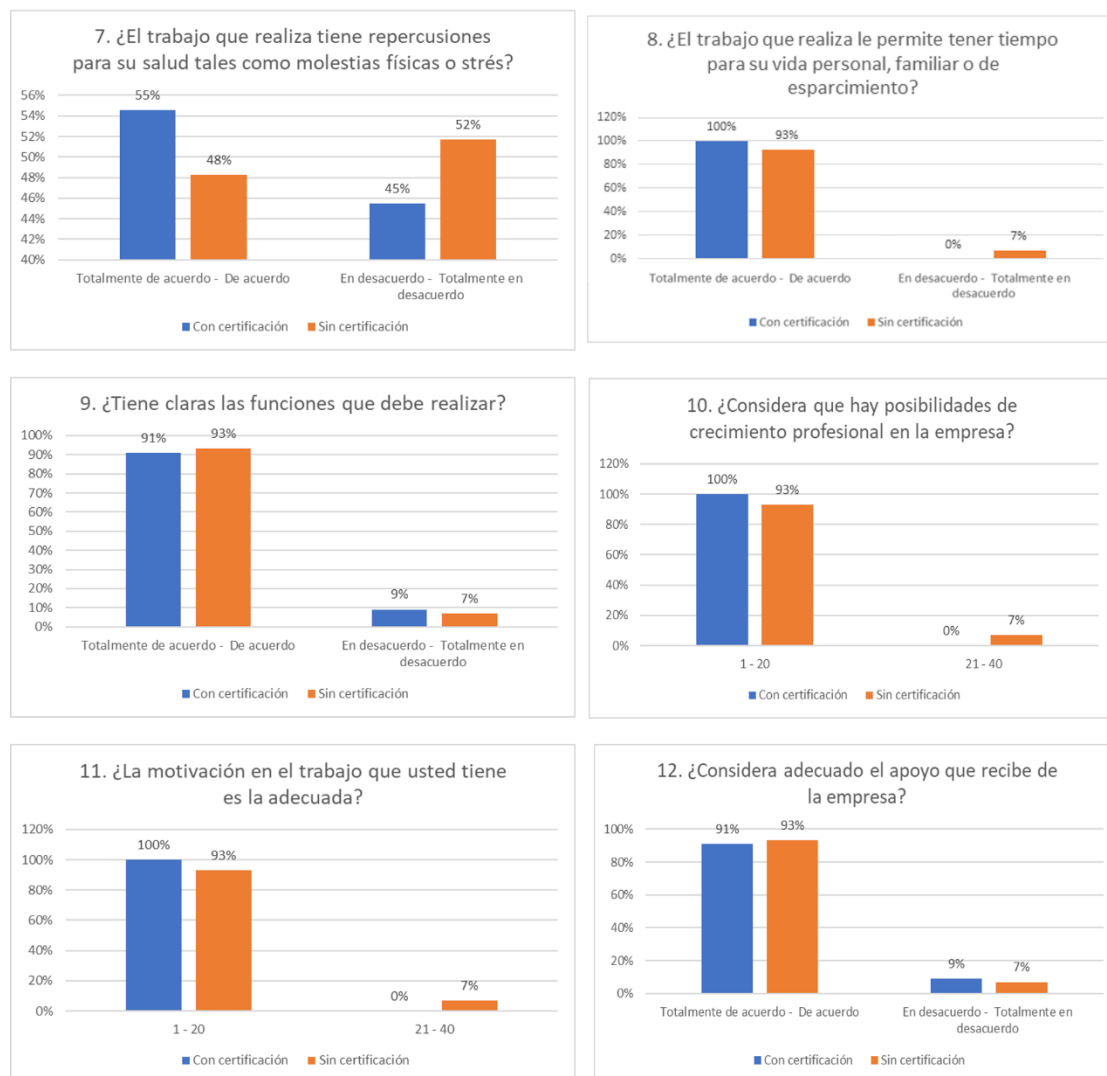 7. ¿El trabajo que realiza tiene repercusiones
para su salud tales como molestias físicas o strés?
56%
54%
52%
50%
48%
46%
44%
42%
40%
55%
48%
45%
52%
Totalmente de acuerdo - De acuerdo
En desacuerdo - Totalmente en
desacuerdo
Con certificación
Sin certificación
8. ¿El trabajo que realiza le permite tener tiempo
para su vida personal, familiar o de
esparcimiento?
120%
100%
80%
60%
40%
20%
0%
100%
93%
0%
7%
Totalmente de acuerdo - De acuerdo
En desacuerdo - Totalmente en
desacuerdo
Con certificación
Sin certificación
9. ¿Tiene claras las funciones que debe realizar?
100%
90%
80%
70%
60%
50%
40%
30%
20%
10%
0%
91%
93%
9%
7%
Totalmente de acuerdo - De acuerdo
En desacuerdo - Totalmente en
desacuerdo
Con certificación
Sin certificación
10. ¿Considera que hay posibilidades de
crecimiento profesional en la empresa?
120%
100%
80%
60%
40%
20%
0%
100%
93%
0%
7%
1 - 20
21 - 40
Con certificación
Sin certificación
11. ¿La motivación en el trabajo que usted tiene
es la adecuada?
120%
100%
80%
60%
40%
20%
0%
100%
93%
0%
7%
1 - 20
21 - 40
Con certificación
Sin certificación
12. ¿Considera adecuado el apoyo que recibe de
la empresa?
100%
80%
60%
40%
20%
0%
91%
93%
9%
7%
Totalmente de acuerdo - De acuerdo
En desacuerdo - Totalmente en
desacuerdo
Con certificación
Sin certificación